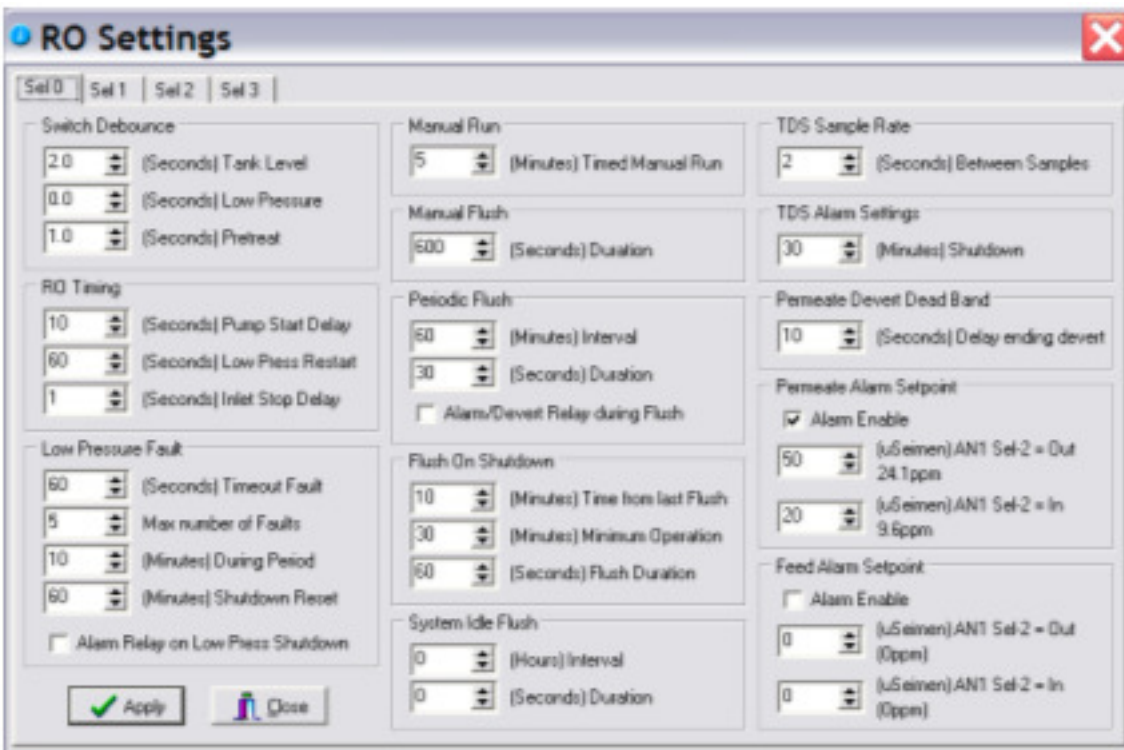 RO Settings
Sel 0 Sel 1 Sel 2 Sel 3
Switch Debounce
2.0 (Seconds) Tank Level
0.0 (Seconds) Low Pressure
1.0 (Seconds) Pretreat
RO Timing
10 (Seconds) Pump Start Delay
60 (Seconds) Low Press Restart
1 (Seconds) Inlet Stop Delay
Low Pressure Fault
60 (Seconds) Timeout Fault
5 Max number of Faults
10 (Minutes) During Period
60 (Minutes) Shutdown Reset
Alarm Relay on Low Press Shutdown
Apply Close
Manual Run
5 (Minutes) Timed Manual Run
Manual Flush
600 (Seconds) Duration
Periodic Flush
60 (Minutes) Interval
30 (Seconds) Duration
Alarm/Devert Relay during Flush
Flush On Shutdown
10 (Minutes) Time from last Flush
30 (Minutes) Minimum Operation
60 (Seconds) Flush Duration
System Idle Flush
0 (Hours) Interval
0 (Seconds) Duration
TDS Sample Rate
2 (Seconds) Between Samples
TDS Alarm Settings
30 (Minutes) Shutdown
Permeate Devert Dead Band
10 (Seconds) Delay ending devert
Permeate Alarm Setpoint
Alarm Enable
50 (uSeimen) AN1 Sel-2 = Out
24.1ppm
20 (uSeimen) AN1 Sel-2 = In
9.6ppm
Feed Alarm Setpoint
Alarm Enable
0 (uSeimen) AN1 Sel-2 = Out
(0ppm)
0 (uSeimen) AN1 Sel-2 = In
(0ppm)